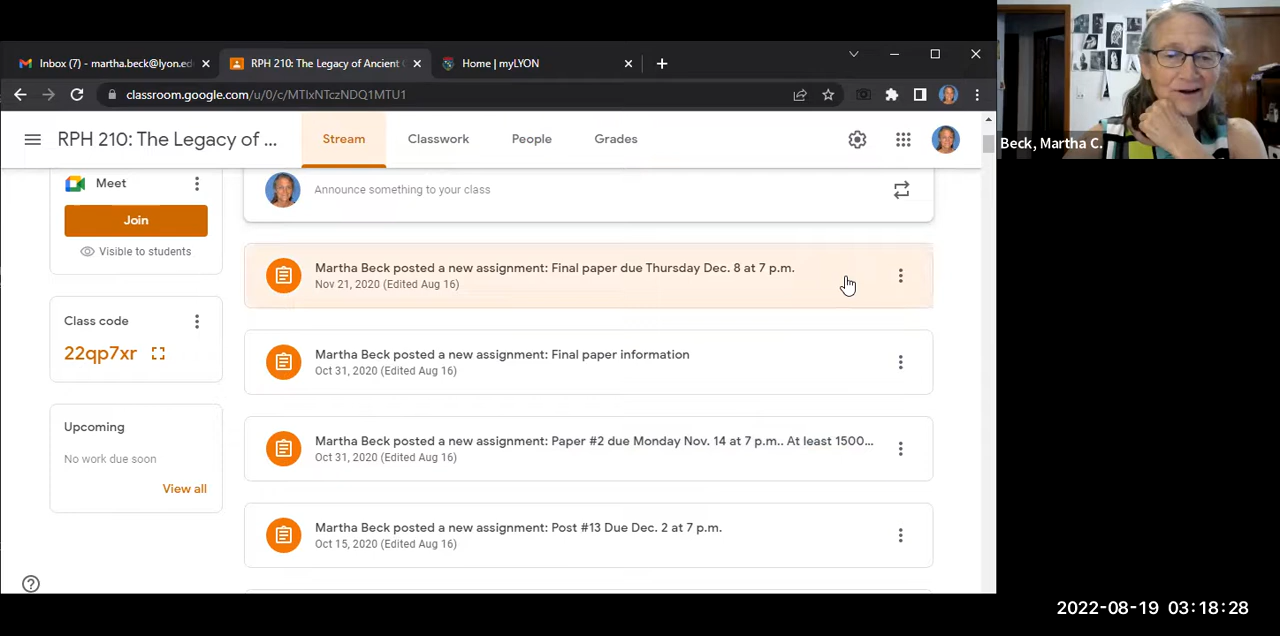 Inbox (7) - martha.beck@lyon.ed
RPH 210: The Legacy of Ancient
Home | myLYON
classroom.google.com/u/0/c/MTIxNTczNDQ1MTU1
RPH 210: The Legacy of ...
Stream
Classwork
People
Grades
Beck, Martha C.
Meet
Join
Visible to students
Announce something to your class
Martha Beck posted a new assignment: Final paper due Thursday Dec. 8 at 7 p.m.
Nov 21, 2020 (Edited Aug 16)
Class code
22qp7xr
Martha Beck posted a new assignment: Final paper information
Oct 31, 2020 (Edited Aug 16)
Upcoming
No work due soon
View all
Martha Beck posted a new assignment: Paper #2 due Monday Nov. 14 at 7 p.m.. At least 1500...
Oct 31, 2020 (Edited Aug 16)
Martha Beck posted a new assignment: Post #13 Due Dec. 2 at 7 p.m.
Oct 15, 2020 (Edited Aug 16)
2022-08-19 03:18:28